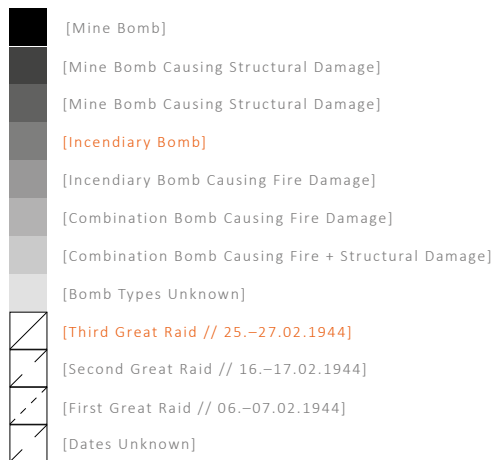 [Mine Bomb]
[Mine Bomb Causing Structural Damage]
[Mine Bomb Causing Structural Damage]
[Incendiary Bomb]
[Incendiary Bomb Causing Fire Damage]
[Combination Bomb Causing Fire Damage]
[Combination Bomb Causing Fire + Structural Damage]
[Bomb Types Unknown]
[Third Great Raid // 25.–27.02.1944]
[Second Great Raid // 16.–17.02.1944]
[First Great Raid // 06.–07.02.1944]
[Dates Unknown]